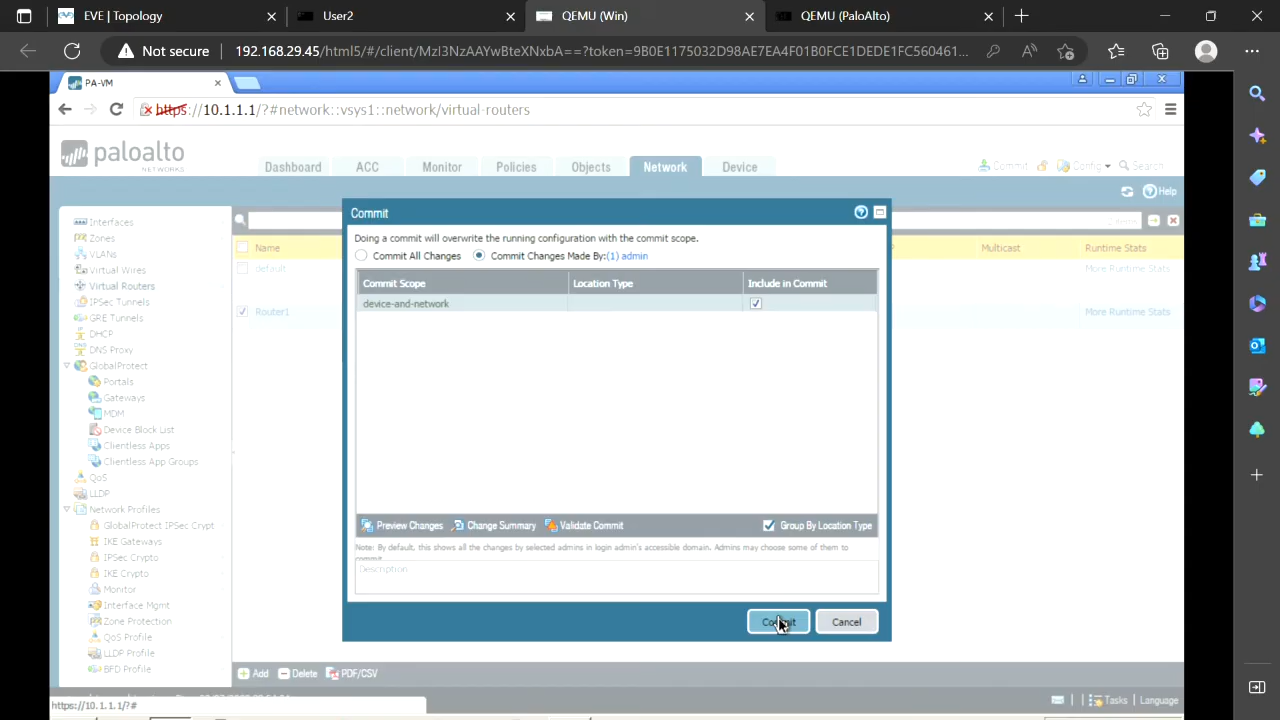 EVE | Topology
User2
QEMU (Win)
QEMU (PaloAlto)
Not secure
192.168.29.45/html5/#/client/MzI3NzAAYwBteXNxbA==?token=9B0E1175032D98AE7EA4F01B0FCE1DEDE1FC560461...
PA-VM
https://10.1.1.1/?#network::vsys1::network/virtual-routers
paloalto
NETWORKS
Dashboard
ACC
Monitor
Policies
Objects
Network
Device
Commit
Config
Search
Help
Interfaces
Zones
VLANs
Virtual Wires
Virtual Routers
IPSec Tunnels
GRE Tunnels
DHCP
DNS Proxy
GlobalProtect
Portals
Gateways
MDM
Device Block List
Clientless Apps
Clientless App Groups
QoS
LLDP
Network Profiles
GlobalProtect IPSec Crypt
IKE Gateways
IPSec Crypto
IKE Crypto
Monitor
Interface Mgmt
Zone Protection
QoS Profile
LLDP Profile
BFD Profile
Name
Multicast
Runtime Stats
default
More Runtime Stats
Router1
More Runtime Stats
Commit
Doing a commit will overwrite the running configuration with the commit scope.
Commit All Changes
Commit Changes Made By:(1) admin
Commit Scope
Location Type
Include in Commit
device-and-network
Preview Changes
Change Summary
Validate Commit
Group By Location Type
Note: By default, this shows all the changes by selected admins in login admin's accessible domain. Admins may choose some of them to
commit.
Description
Commit
Cancel
Add
Delete
PDF/CSV
https://10.1.1.1/?#
Tasks
Language